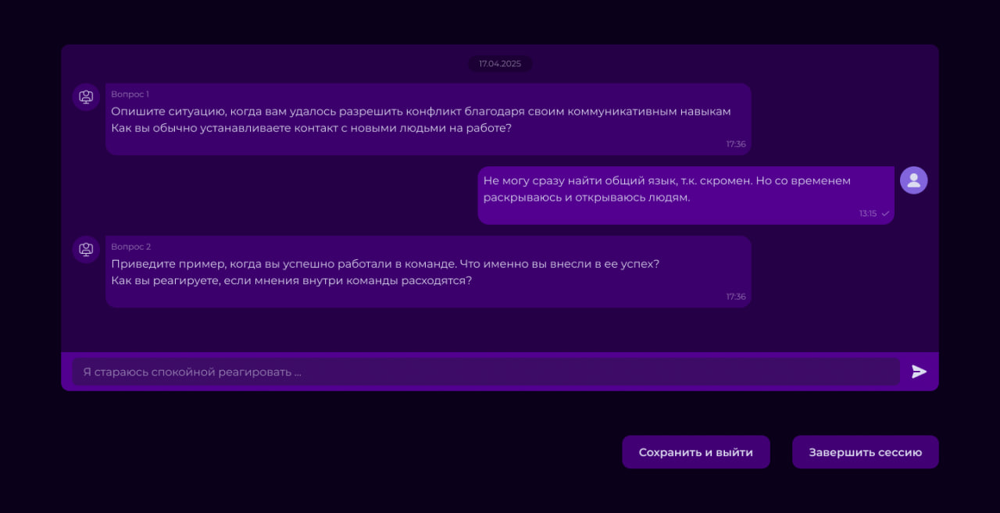 17.04.2025
Вопрос 1
Опишите ситуацию, когда вам удалось разрешить конфликт благодаря своим коммуникативным навыкам
Как вы обычно устанавливаете контакт с новыми людьми на работе?
17:36
Не могу сразу найти общий язык, т.к. скромен. Но со временем
раскрываюсь и открываюсь людям.
13:15
Вопрос 2
Приведите пример, когда вы успешно работали в команде. Что именно вы внесли в ее успех?
Как вы реагируете, если мнения внутри команды расходятся?
17:36
Я стараюсь спокойной реагировать ...
Сохранить и выйти
Завершить сессию